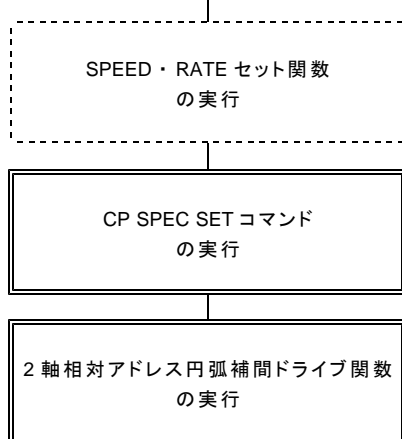 SPEED・RATE セット関数
の実行
CP SPEC SET コマンド
の実行
2 軸相対アドレス円弧補間ドライブ関数
の実行